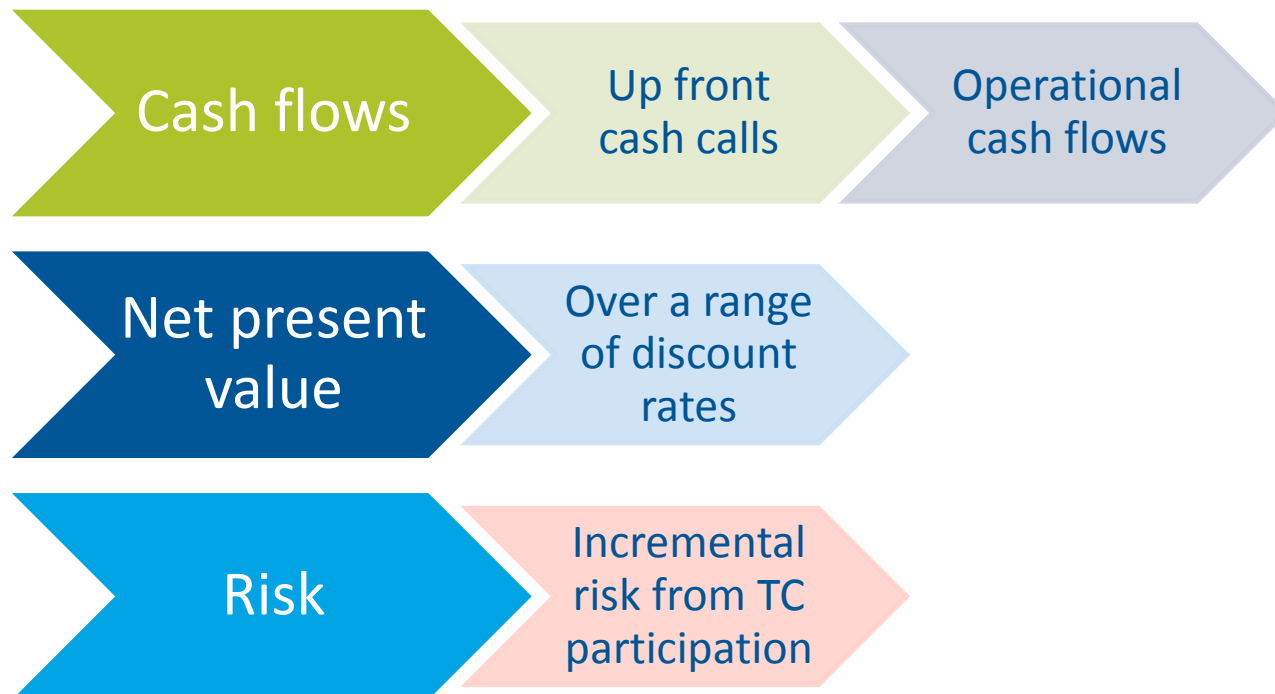 Cash flows
Up front
cash calls
Operational
cash flows
Net present
value
Over a range
of discount
rates
Risk
Incremental
risk from TC
participation